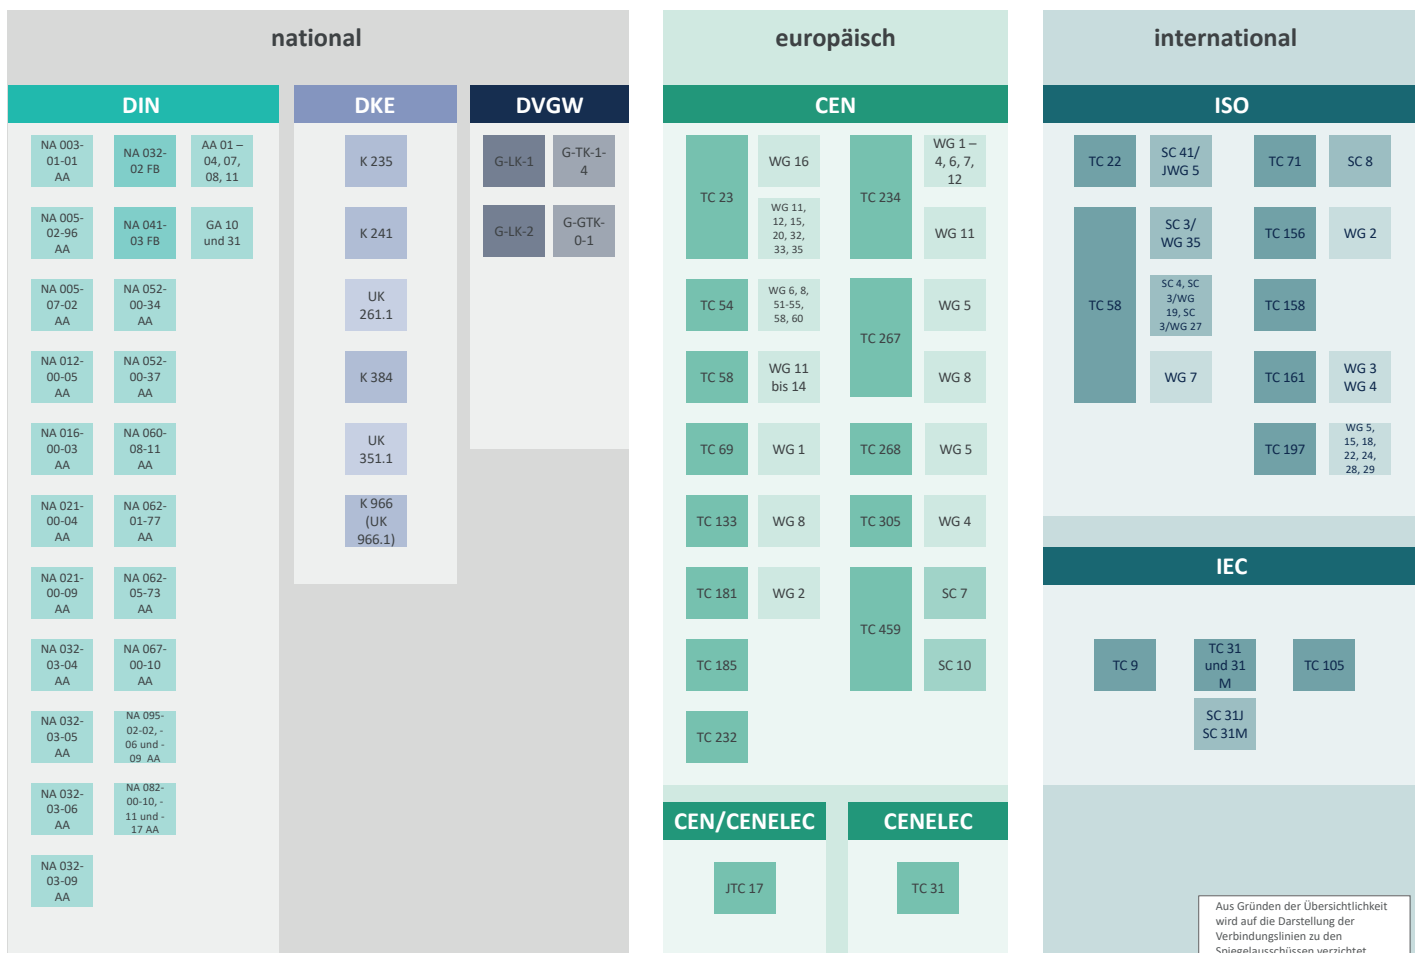 national
DIN
NA 003-
01-01
AA
NA 032-
02 FB
AA 01 –
04, 07,
08, 11
NA 005-
02-96
AA
NA 041-
03 FB
GA 10
und 31
NA 005-
07-02
AA
NA 052-
00-34
AA
NA 012-
00-05
AA
NA 052-
00-37
AA
NA 016-
00-03
AA
NA 060-
08-11
AA
NA 021-
00-04
AA
NA 062-
01-77
AA
NA 021-
00-09
AA
NA 062-
05-73
AA
NA 032-
03-04
AA
NA 067-
00-10
AA
NA 032-
03-05
AA
NA 095-
02-02, -
06 und -
09 AA
NA 032-
03-06
AA
NA 082-
00-10, -
11 und -
17 AA
NA 032-
03-09
AA
DKE
K 235
K 241
UK
261.1
K 384
UK
351.1
K 966
(UK
966.1)
DVGW
G-LK-1
G-TK-1-
4
G-LK-2
G-GTK-
0-1
europäisch
CEN
TC 23
WG 16
WG 11,
12, 15,
20, 32,
33, 35
TC 54
WG 6, 8,
51-55,
58, 60
TC 58
WG 11
bis 14
TC 69
WG 1
TC 133
WG 8
TC 181
WG 2
TC 185
TC 232
TC 234
WG 1 –
4, 6, 7,
12
WG 11
TC 267
WG 5
WG 8
TC 268
WG 5
TC 305
WG 4
TC 459
SC 7
SC 10
CEN/CENELEC
JTC 17
CENELEC
TC 31
international
ISO
TC 22
SC 41/
JWG 5
TC 58
SC 3/
WG 35
SC 4, SC
3/WG
19, SC
3/WG 27
WG 7
TC 71
SC 8
TC 156
WG 2
TC 158
TC 161
WG 3
WG 4
TC 197
WG 5,
15, 18,
22, 24,
28, 29
IEC
TC 9
TC 31
und 31
M
SC 31J
SC 31M
TC 105
Aus Gründen der Übersichtlichkeit
wird auf die Darstellung der
Verbindungslinien zu den
Spiegelausschüssen verzichtet